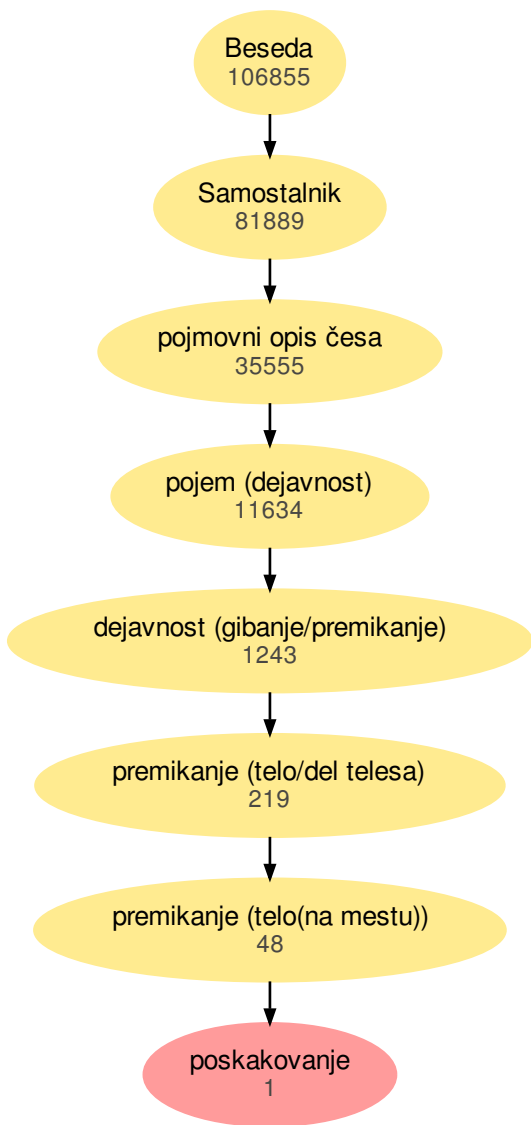 Beseda
106855
Samostalnik
81889
pojmovni opis česa
35555
pojem (dejavnost)
11634
dejavnost (gibanje/premikanje)
1243
premikanje (telo/del telesa)
219
premikanje (telo(na mestu))
48
poskakovanje
1